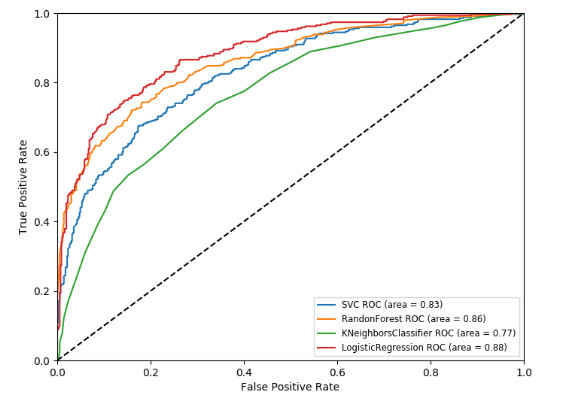 1.0
0.8
0.6
0.4
0.2
0.0
True Positive Rate
SVC ROC (area = 0.83)
RandonForest ROC (area = 0.86)
KNeighborsClassifier ROC (area = 0.77)
LogisticRegression ROC (area = 0.88)
0.0 0.2 0.4 0.6 0.8 1.0
False Positive Rate